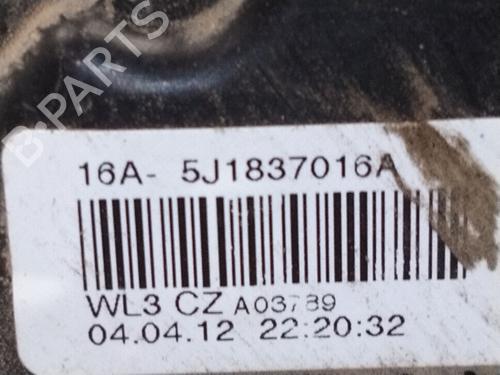 B-PARTS
16A- 5J1837016A
WL3 CZ A03789
04.04.12 22:20:32